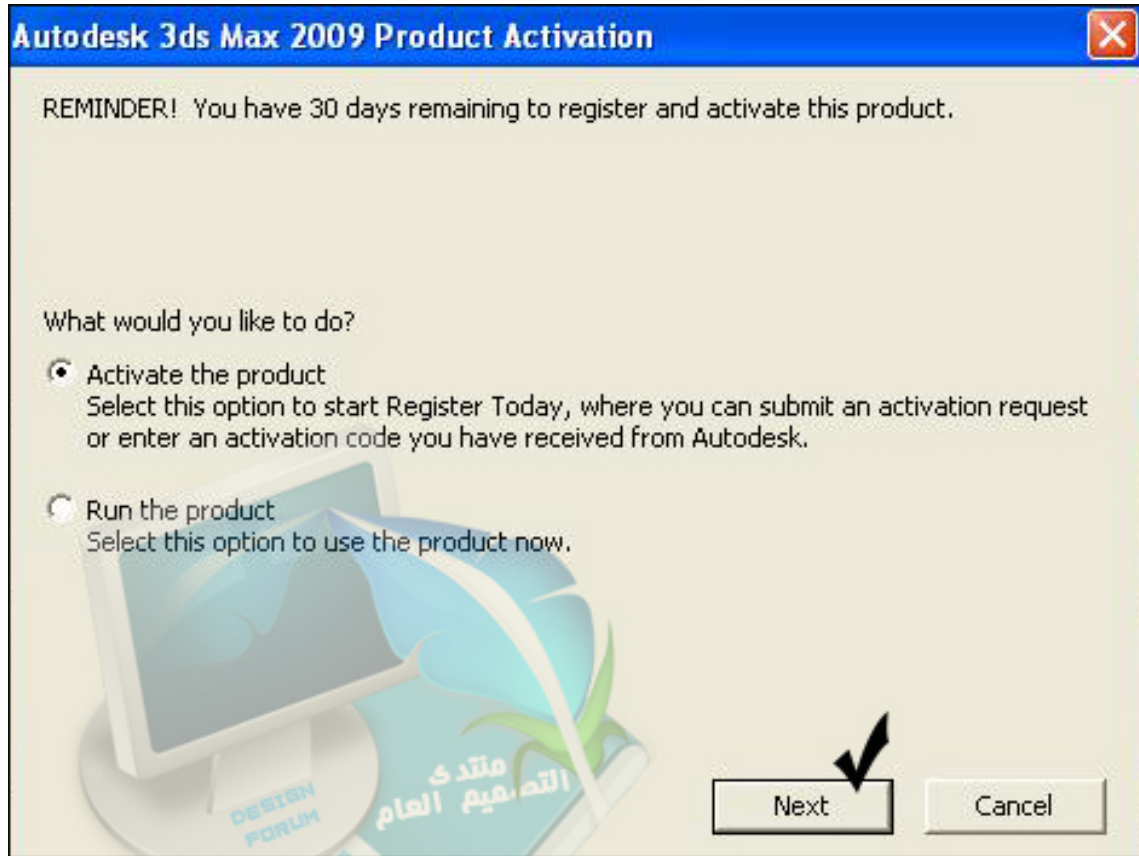 Autodesk 3ds Max 2009 Product Activation
REMINDER! You have 30 days remaining to register and activate this product.
What would you like to do?
Activate the product
Select this option to start Register Today, where you can submit an activation request
or enter an activation code you have received from Autodesk.
Run the product
Select this option to use the product now.
منتدى
التصميم العام
DESIGN
FORUM
Next
Cancel